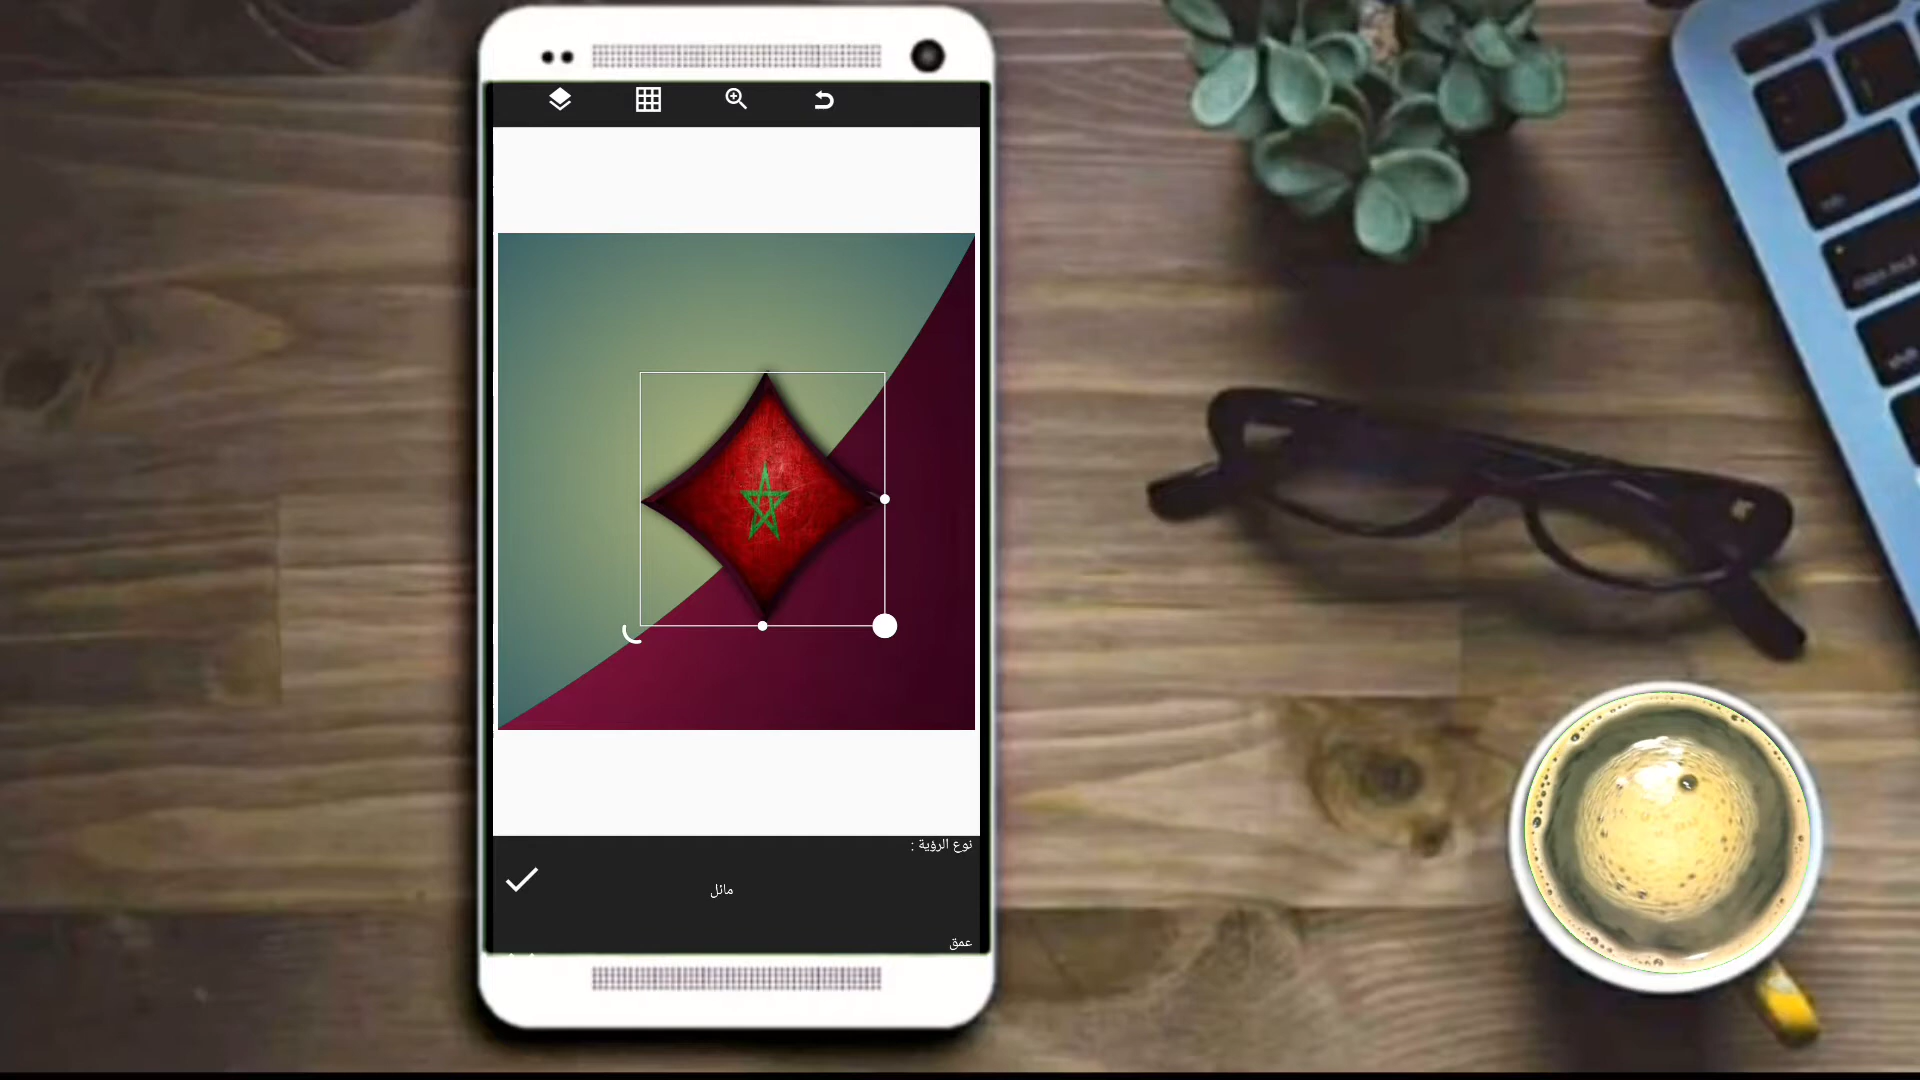 نوع الرؤية :
مائل
عمق